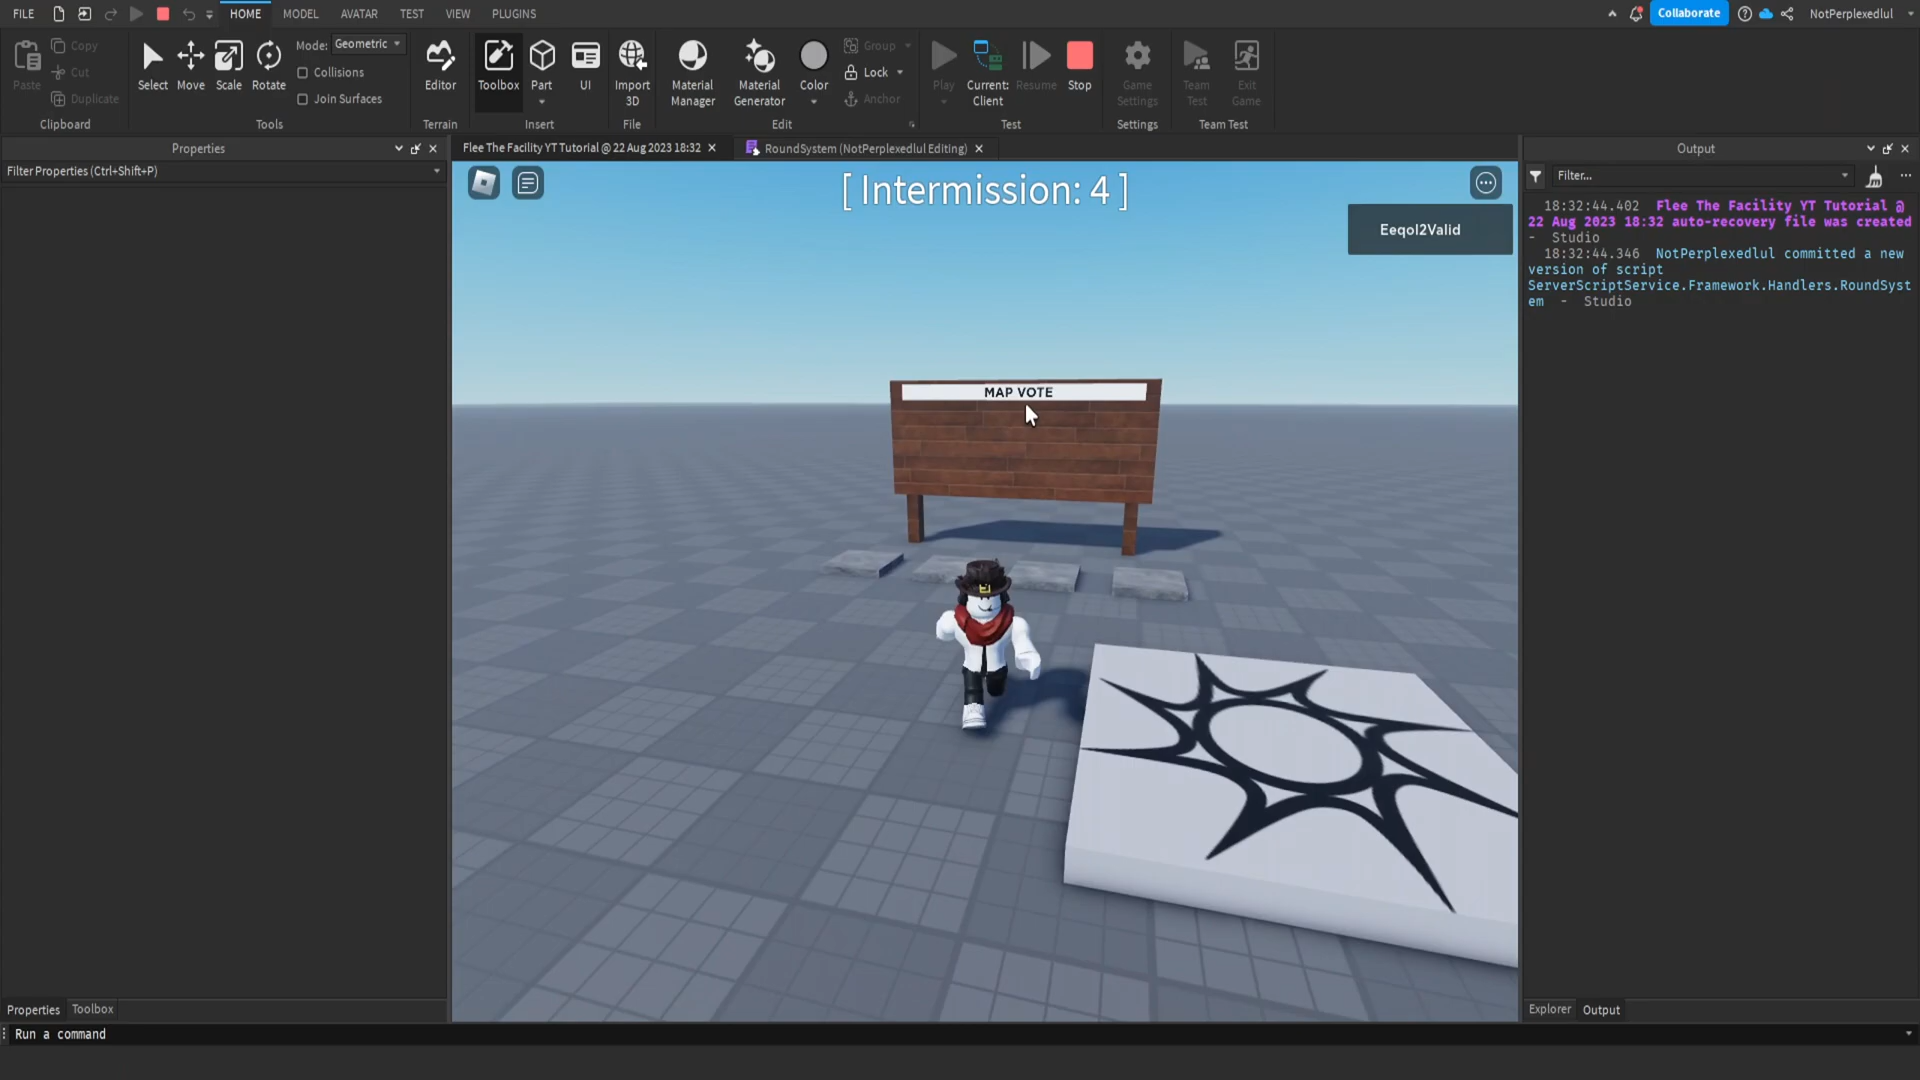 FILE
HOME
MODEL
AVATAR
TEST
VIEW
PLUGINS
Collaborate
NotPerplexedlul
Paste
Copy
Cut
Duplicate
Clipboard
Select
Move
Scale
Rotate
Mode: Geometric
Collisions
Join Surfaces
Tools
Editor
Terrain
Toolbox
Part
UI
Insert
Import
3D
File
Material
Manager
Material
Generator
Color
Group
Lock
Anchor
Edit
Play
Current:
Client
Resume
Stop
Test
Game
Settings
Settings
Team
Test
Exit
Game
Team Test
Properties
Filter Properties (Ctrl+Shift+P)
Flee The Facility YT Tutorial @ 22 Aug 2023 18:32
RoundSystem (NotPerplexedlul Editing)
[ Intermission: 4 ]
Eeqol2Valid
MAP VOTE
Output
Filter...
18:32:44.402 Flee The Facility YT Tutorial @
22 Aug 2023 18:32 auto-recovery file was created
- Studio
18:32:44.346 NotPerplexedlul committed a new
version of script
ServerScriptService.Framework.Handlers.RoundSyst
em - Studio
Properties
Toolbox
Explorer
Output
Run a command